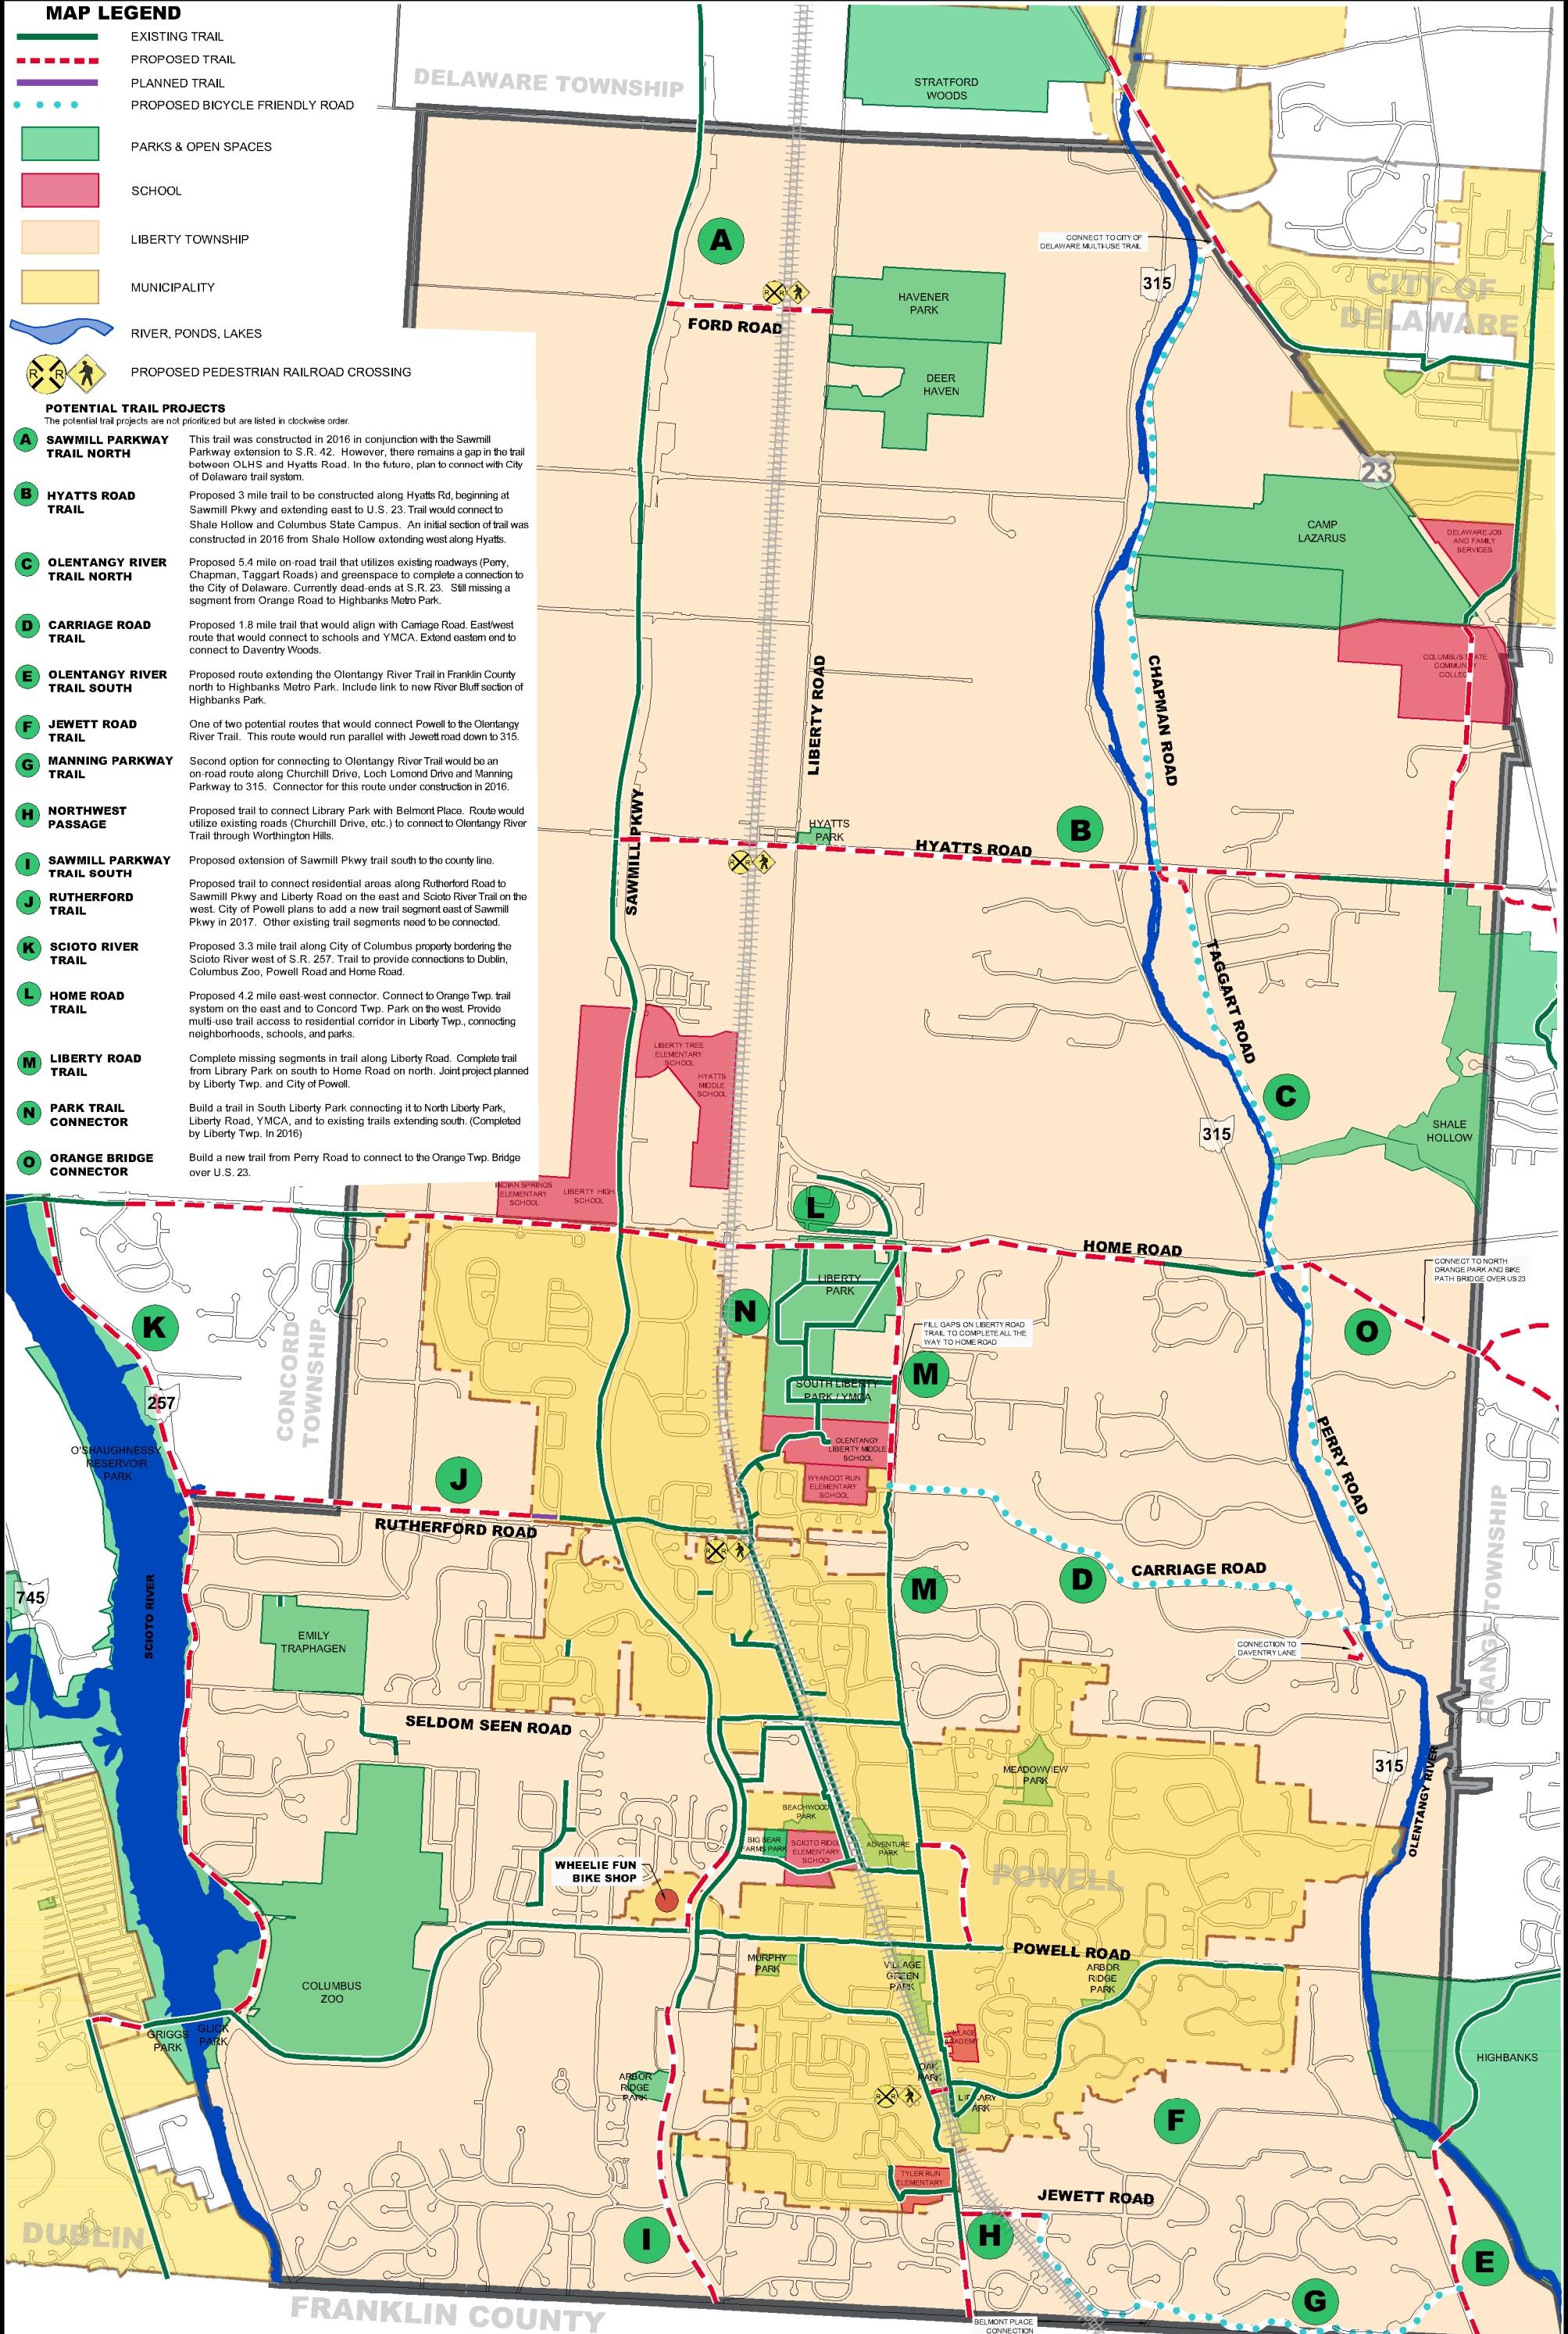 MAP LEGEND
EXISTING TRAIL
PROPOSED TRAIL
PLANNED TRAIL
PROPOSED BICYCLE FRIENDLY ROAD
PARKS & OPEN SPACES
SCHOOL
LIBERTY TOWNSHIP
MUNICIPALITY
RIVER, PONDS, LAKES
R R
PROPOSED PEDESTRIAN RAILROAD CROSSING
POTENTIAL TRAIL PROJECTS
The potential trail projects are not prioritized but are listed in clockwise order.
A SAWMILL PARKWAY
TRAIL NORTH
This trail was constructed in 2016 in conjunction with the Sawmill
Parkway extension to S.R. 42. However, there remains a gap in the trail
between OLHS and Hyatts Road. In the future, plan to connect with City
of Delaware trail system.
B HYATTS ROAD
TRAIL
Proposed 3 mile trail to be constructed along Hyatts Rd, beginning at
Sawmill Pkwy and extending east to U.S. 23. Trail would connect to
Shale Hollow and Columbus State Campus. An initial section of trail was
constructed in 2016 from Shale Hollow extending west along Hyatts.
C OLENTANGY RIVER
TRAIL NORTH
Proposed 5.4 mile on-road trail that utilizes existing roadways (Perry,
Chapman, Taggart Roads) and greenspace to complete a connection to
the City of Delaware. Currently dead-ends at S.R. 23. Still missing a
segment from Orange Road to Highbanks Metro Park.
D CARRIAGE ROAD
TRAIL
Proposed 1.8 mile trail that would align with Carriage Road. East/west
route that would connect to schools and YMCA. Extend eastern end to
connect to Daventry Woods.
E OLENTANGY RIVER
TRAIL SOUTH
Proposed route extending the Olentangy River Trail in Franklin County
north to Highbanks Metro Park. Include link to new River Bluff section of
Highbanks Park.
F JEWETT ROAD
TRAIL
One of two potential routes that would connect Powell to the Olentangy
River Trail. This route would run parallel with Jewett road down to 315.
G MANNING PARKWAY
TRAIL
Second option for connecting to Olentangy River Trail would be an
on-road route along Churchill Drive, Loch Lomond Drive and Manning
Parkway to 315. Connector for this route under construction in 2016.
H NORTHWEST
PASSAGE
Proposed trail to connect Library Park with Belmont Place. Route would
utilize existing roads (Churchill Drive, etc.) to connect to Olentangy River
Trail through Worthington Hills.
I SAWMILL PARKWAY
TRAIL SOUTH
Proposed extension of Sawmill Pkwy trail south to the county line.
J RUTHERFORD
TRAIL
Proposed trail to connect residential areas along Rutherford Road to
Sawmill Pkwy and Liberty Road on the east and Scioto River Trail on the
west. City of Powell plans to add a new trail segment east of Sawmill
Pkwy in 2017. Other existing trail segments need to be connected.
K SCIOTO RIVER
TRAIL
Proposed 3.3 mile trail along City of Columbus property bordering the
Scioto River west of S.R. 257. Trail to provide connections to Dublin,
Columbus Zoo, Powell Road and Home Road.
L HOME ROAD
TRAIL
Proposed 4.2 mile east-west connector. Connect to Orange Twp. trail
system on the east and to Concord Twp. Park on the west. Provide
multi-use trail access to residential corridor in Liberty Twp., connecting
neighborhoods, schools, and parks.
M LIBERTY ROAD
TRAIL
Complete missing segments in trail along Liberty Road. Complete trail
from Library Park on south to Home Road on north. Joint project planned
by Liberty Twp. and City of Powell.
N PARK TRAIL
CONNECTOR
Build a trail in South Liberty Park connecting it to North Liberty Park,
Liberty Road, YMCA, and to existing trails extending south. (Completed
by Liberty Twp. In 2016)
O ORANGE BRIDGE
CONNECTOR
Build a new trail from Perry Road to connect to the Orange Twp. Bridge
over U.S. 23.
DELAWARE TOWNSHIP
STRATFORD
WOODS
A
CONNECT TO CITY OF
DELAWARE MULTI-USE TRAIL
315
CITY OF
DELAWARE
R R
HAVENER
PARK
FORD ROAD
DEER
HAVEN
23
CAMP
LAZARUS
DELAWARE JOB
AND FAMILY
SERVICES
COLUMBUS STATE
COMMUNITY
COLLEGE
LIBERTY ROAD
CHAPMAN ROAD
SAWMILL PKWY
HYATTS
PARK
B
HYATTS ROAD
R R
TAGGART ROAD
LIBERTY TREE
ELEMENTARY
SCHOOL
HYATTS
MIDDLE
SCHOOL
C
315
SHALE
HOLLOW
INDIAN SPRINGS
ELEMENTARY
SCHOOL
LIBERTY HIGH
SCHOOL
L
HOME ROAD
CONNECT TO NORTH
ORANGE PARK AND BIKE
PATH BRIDGE OVER US 23
LIBERTY
PARK
N
K
CONCORD
TOWNSHIP
FILL GAPS ON LIBERTY ROAD
TRAIL TO COMPLETE ALL THE
WAY TO HOME ROAD
O
M
257
SOUTH LIBERTY
PARK / YMCA
O'SHAUGHNESSY
RESERVOIR
PARK
OLENTANGY
LIBERTY MIDDLE
SCHOOL
PERRY ROAD
J
WYANDOT RUN
ELEMENTARY
SCHOOL
RUTHERFORD ROAD
R R
ORANGE TOWNSHIP
745
SCIOTO RIVER
M
D
CARRIAGE ROAD
EMILY
TRAPHAGEN
CONNECTION TO
DAVENTRY LANE
SELDOM SEEN ROAD
MEADOWVIEW
PARK
315
OLENTANGY RIVER
BEACHWOOD
PARK
BIG BEAR
FARMS PARK
SCIOTO RIDGE
ELEMENTARY
SCHOOL
ADVENTURE
PARK
WHEELIE FUN
BIKE SHOP
POWELL
POWELL ROAD
MURPHY
PARK
VILLAGE
GREEN
PARK
ARBOR
RIDGE
PARK
COLUMBUS
ZOO
GRIGGS
PARK
GLICK
PARK
VILLAGE
ACADEMY
HIGHBANKS
ARBOR
RIDGE
PARK
OAK
PARK
R R
LIBRARY
PARK
F
TYLER RUN
ELEMENTARY
JEWETT ROAD
DUBLIN
I
H
E
G
FRANKLIN COUNTY
BELMONT PLACE
CONNECTION